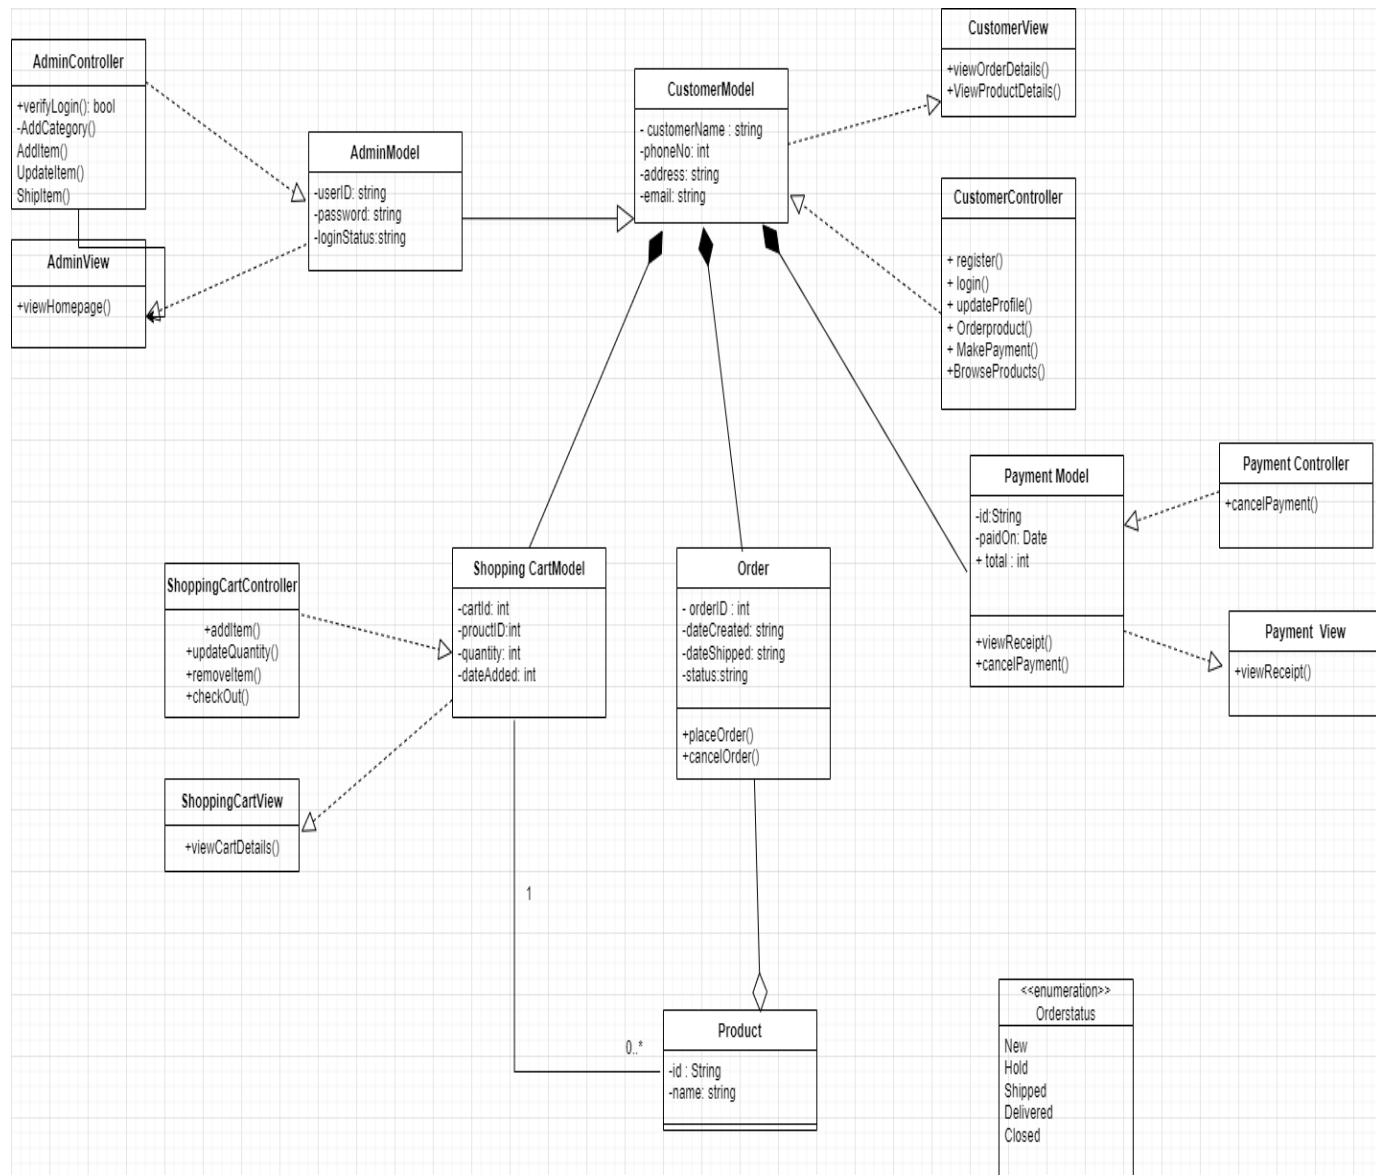 AdminController
+verifyLogin(): bool
-AddCategory()
AddItem()
UpdateItem()
ShipItem()
AdminView
+viewHomepage()
AdminModel
-userID: string
-password: string
-loginStatus:string
CustomerModel
- customerName : string
-phoneNo: int
-address: string
-email: string
CustomerView
+viewOrderDetails()
+ViewProductDetails()
CustomerController
+ register()
+ login()
+ updateProfile()
+ Orderproduct()
+ MakePayment()
+BrowseProducts()
Payment Model
-id:String
-paidOn: Date
+ total : int
+viewReceipt()
+cancelPayment()
Payment Controller
+cancelPayment()
Payment View
+viewReceipt()
ShoppingCartController
+addItem()
+updateQuantity()
+removeItem()
+checkOut()
Shopping CartModel
-cartId: int
-prouctID:int
-quantity: int
-dateAdded: int
Order
- orderID : int
-dateCreated: string
-dateShipped: string
-status:string
+placeOrder()
+cancelOrder()
ShoppingCartView
+viewCartDetails()
1
0..*
Product
-id : String
-name: string
<<enumeration>>
Orderstatus
New
Hold
Shipped
Delivered
Closed